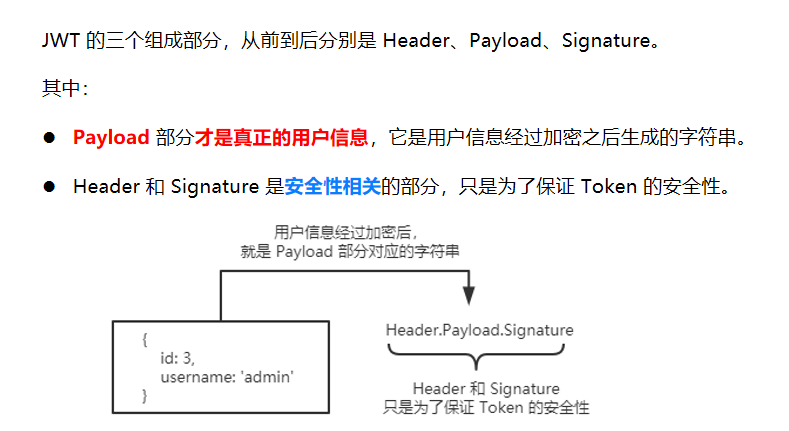 JWT 的三个组成部分，从前到后分别是 Header、Payload、Signature。
其中：
● Payload 部分才是真正的用户信息，它是用户信息经过加密之后生成的字符串。
● Header 和 Signature 是安全性相关的部分，只是为了保证 Token 的安全性。
用户信息经过加密后，
就是 Payload 部分对应的字符串
{
id: 3,
username: 'admin'
}
Header.Payload.Signature
Header 和 Signature
只是为了保证 Token 的安全性